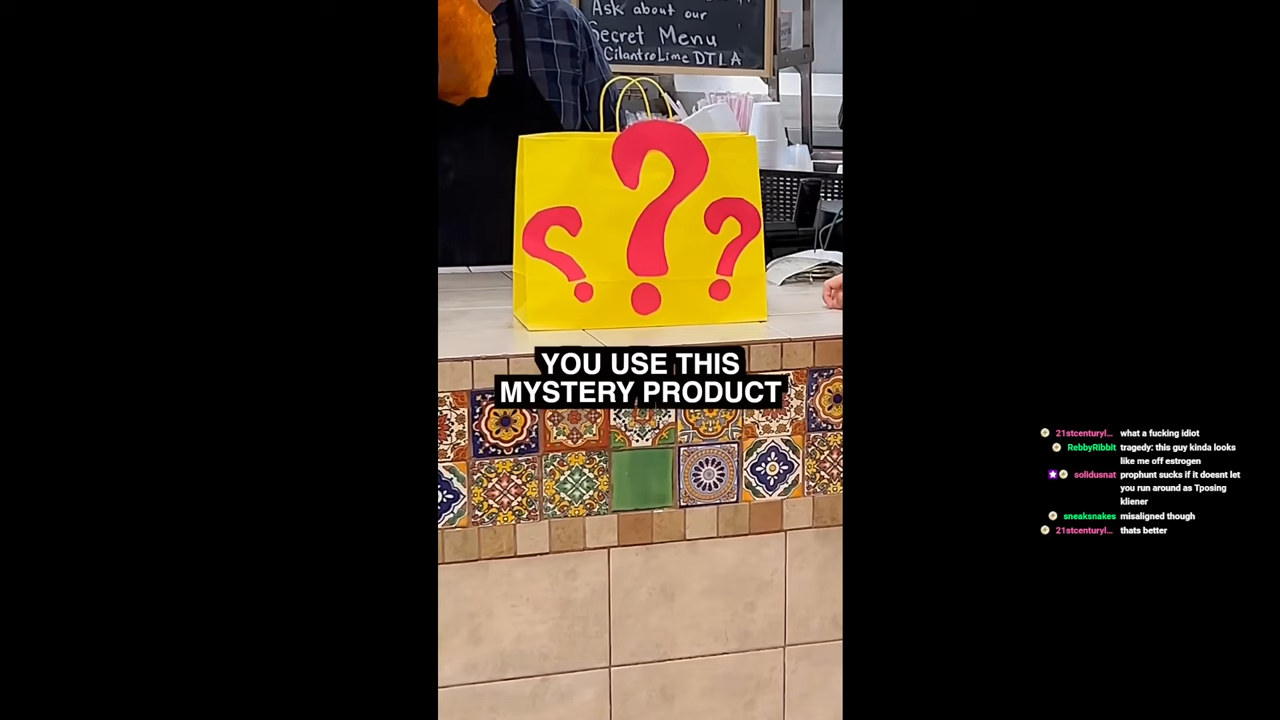 Ask about our
Secret Menu
CilantroLime DTLA
? ? ?
YOU USE THIS
MYSTERY PRODUCT
21stcenturyl... what a fucking idiot
RebbyRibbit tragedy: this guy kinda looks
like me off estrogen
solidusnat prophunt sucks if it doesnt let
you run around as Tposing
kliener
sneaksnakes misaligned though
21stcenturyl... thats better